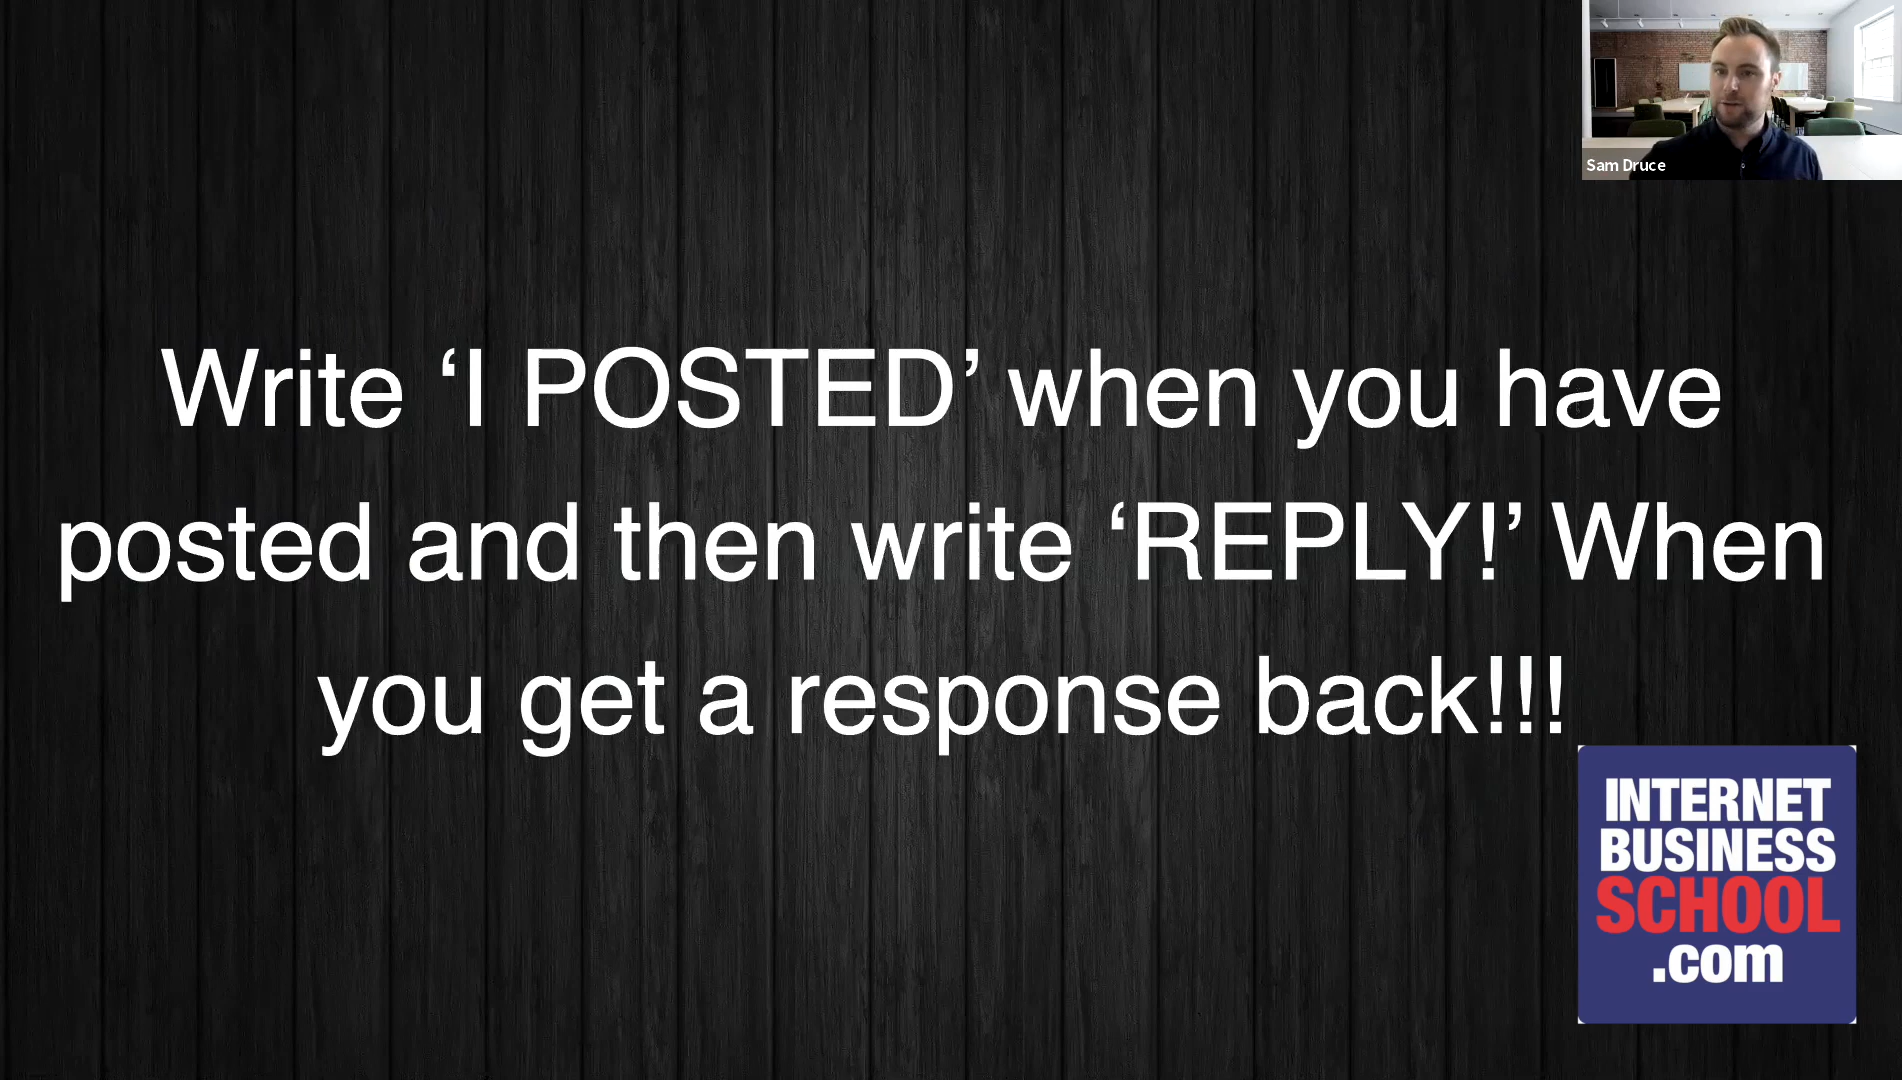 Sam Druce
Write ‘I POSTED’ when you have
posted and then write ‘REPLY!’ When
you get a response back!!!
INTERNET
BUSINESS
SCHOOL
.com